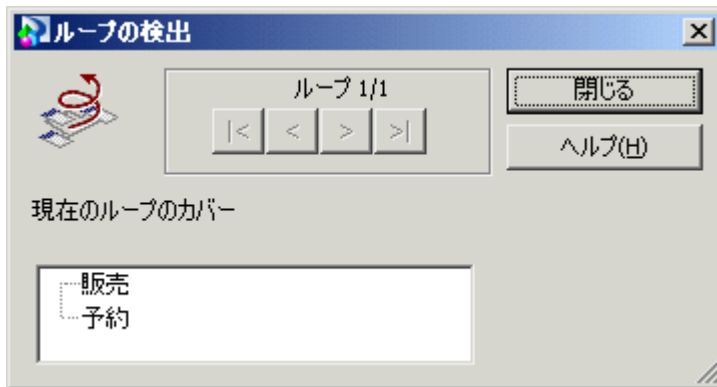 ループの検出
ループ 1/1
|<
<
>
>|
閉じる
ヘルプ(H)
現在のループのカバー
販売
予約